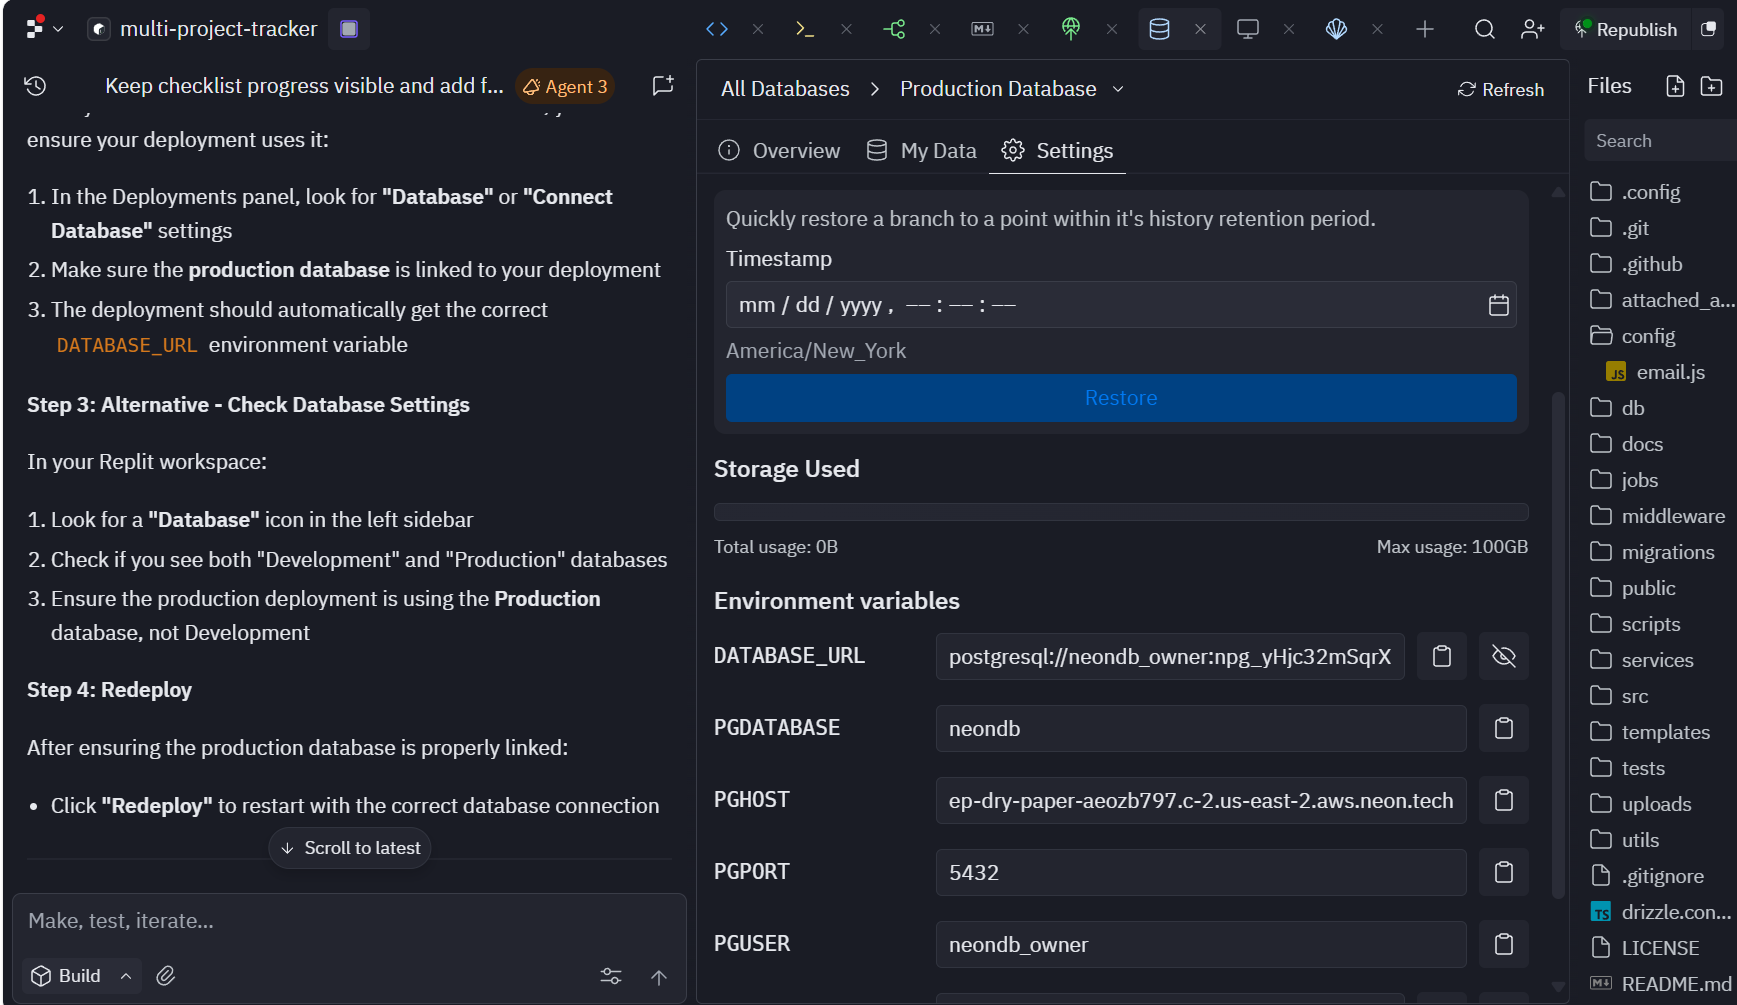 multi-project-tracker
Republish
Keep checklist progress visible and add f...
Agent 3
ensure your deployment uses it:
1. In the Deployments panel, look for "Database" or "Connect
Database" settings
2. Make sure the production database is linked to your deployment
3. The deployment should automatically get the correct
DATABASE_URL environment variable
Step 3: Alternative - Check Database Settings
In your Replit workspace:
1. Look for a "Database" icon in the left sidebar
2. Check if you see both "Development" and "Production" databases
3. Ensure the production deployment is using the Production
database, not Development
Step 4: Redeploy
After ensuring the production database is properly linked:
• Click "Redeploy" to restart with the correct database connection
Scroll to latest
Make, test, iterate...
Build
All Databases > Production Database
Refresh
Overview
My Data
Settings
Quickly restore a branch to a point within it's history retention period.
Timestamp
mm / dd / yyyy , -- : -- : --
America/New_York
Restore
Storage Used
Total usage: 0B
Max usage: 100GB
Environment variables
DATABASE_URL
postgresql://neondb_owner:npg_yHjc32mSqrX
PGDATABASE
neondb
PGHOST
ep-dry-paper-aeozb797.c-2.us-east-2.aws.neon.tech
PGPORT
5432
PGUSER
neondb_owner
Files
Search
.config
.git
.github
attached_a...
config
JS email.js
db
docs
jobs
middleware
migrations
public
scripts
services
src
templates
tests
uploads
utils
.gitignore
TS drizzle.con...
LICENSE
README.md